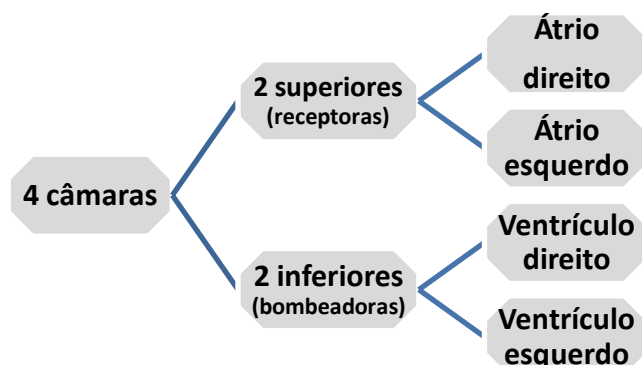 4 câmaras
2 superiores
(receptoras)
Átrio
direito
Átrio
esquerdo
2 inferiores
(bombeadoras)
Ventrículo
direito
Ventrículo
esquerdo